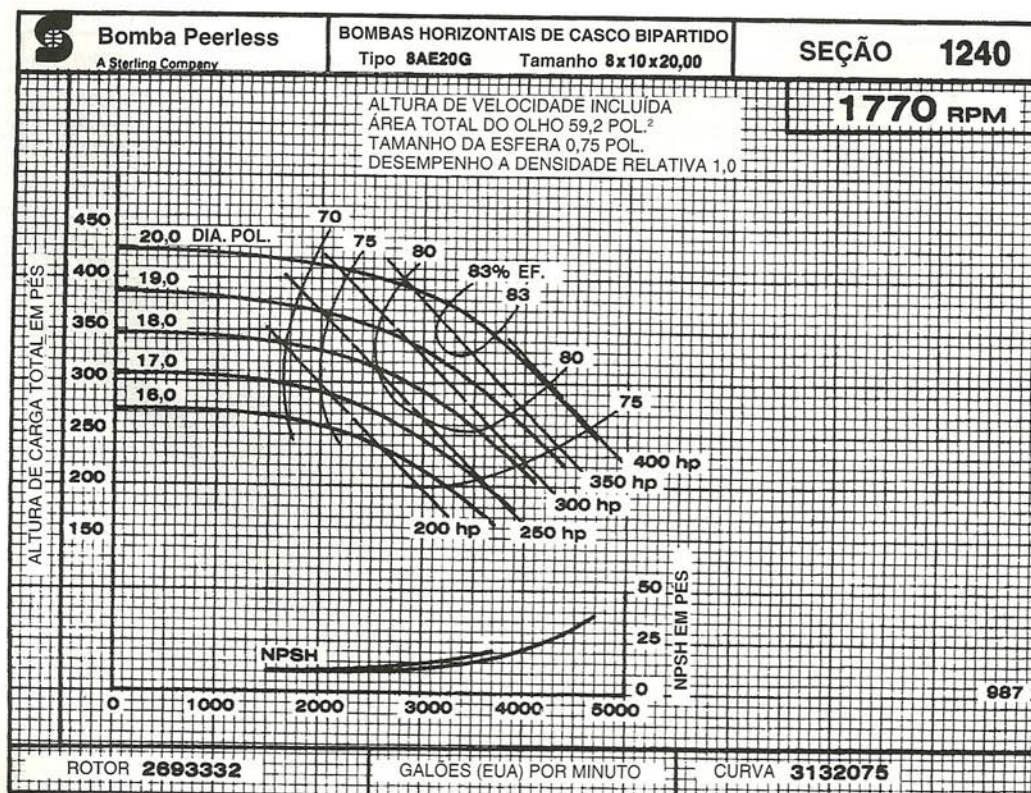 Bomba Peerless
A Sterling Company
BOMBAS HORIZONTAIS DE CASCO BIPARTIDO
Tipo 8AE20G Tamanho 8x10x20,00
SEÇÃO 1240
1770 RPM
ALTURA DE VELOCIDADE INCLUÍDA
ÁREA TOTAL DO OLHO 59,2 POL.²
TAMANHO DA ESFERA 0,75 POL.
DESEMPENHO A DENSIDADE RELATIVA 1,0
ALTURA DE CARGA TOTAL EM PÉS
450
400
350
300
250
200
150
20,0 DIA. POL.
19,0
18,0
17,0
16,0
70
75
80
83% EF.
83
80
75
400 hp
350 hp
300 hp
250 hp
200 hp
NPSH
50
25
0
NPSH EM PÉS
0 1000 2000 3000 4000 5000
987
ROTOR 2693332
GALÕES (EUA) POR MINUTO
CURVA 3132075